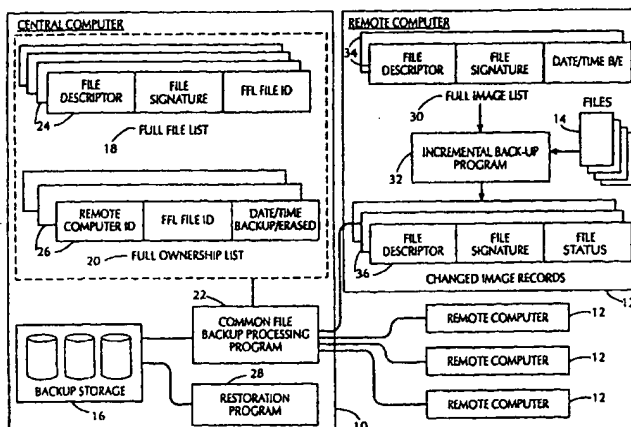 CENTRAL COMPUTER
FILE DESCRIPTOR
FILE SIGNATURE
FFL FILE ID
24
18
FULL FILE LIST
REMOTE COMPUTER ID
FFL FILE ID
DATE/TIME BACKUP/ERASED
26
20
FULL OWNERSHIP LIST
22
COMMON FILE BACKUP PROCESSING PROGRAM
BACKUP STORAGE
16
28
RESTORATION PROGRAM
10
REMOTE COMPUTER
34
FILE DESCRIPTOR
FILE SIGNATURE
DATE/TIME B/E
30
FULL IMAGE LIST
14
FILES
32
INCREMENTAL BACK-UP PROGRAM
FILE DESCRIPTOR
FILE SIGNATURE
FILE STATUS
36
CHANGED IMAGE RECORDS
REMOTE COMPUTER
12
REMOTE COMPUTER
12
REMOTE COMPUTER
12